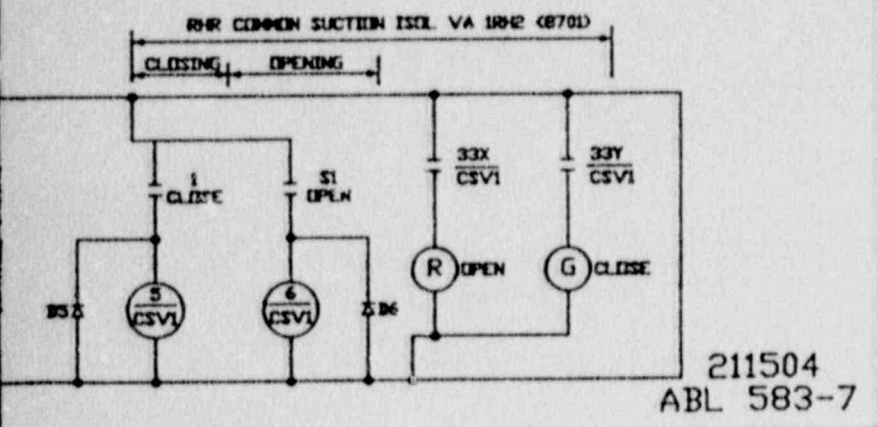 RHR COMMON SUCTION ISOL VA 1RH2 (8701)
CLOSING OPENING
1
CLOSE
S1
OPEN
33X
CSV1
33Y
CSV1
R OPEN
G CLOSE
D5
5
CSV1
6
CSV1
D6
211504
ABL 583-7